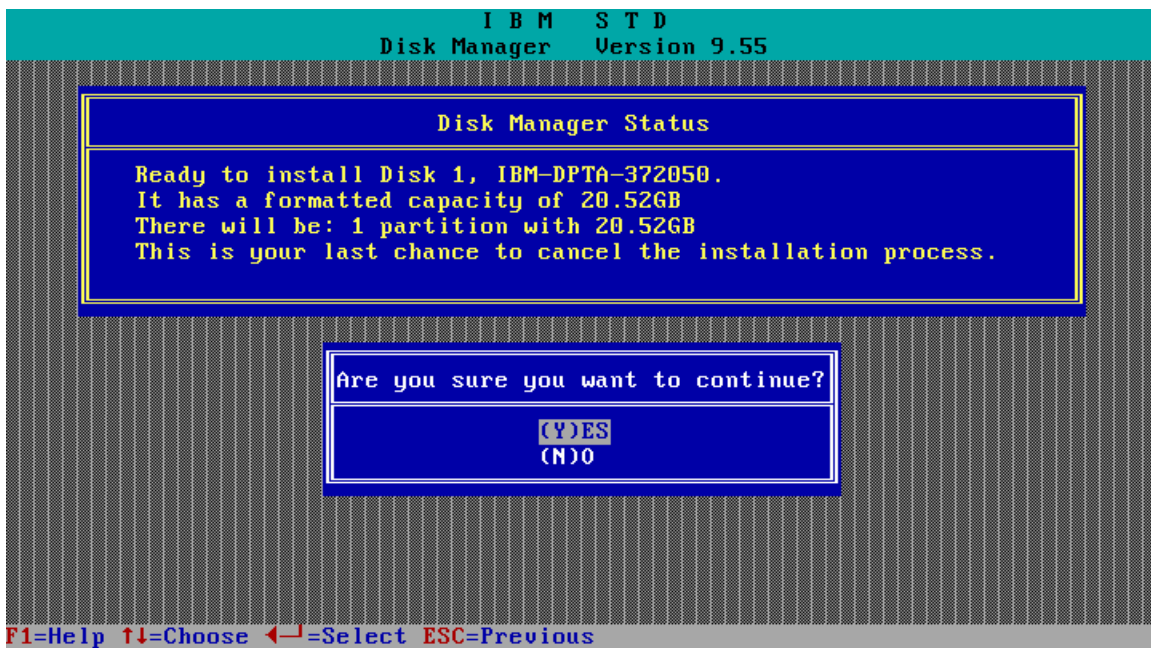 I B M S T D
Disk Manager Version 9.55
Disk Manager Status
Ready to install Disk 1, IBM-DPTA-372050.
It has a formatted capacity of 20.52GB
There will be: 1 partition with 20.52GB
This is your last chance to cancel the installation process.
Are you sure you want to continue?
(Y)ES
(N)O
F1=Help ↑↓=Choose ◄─┘=Select ESC=Previous